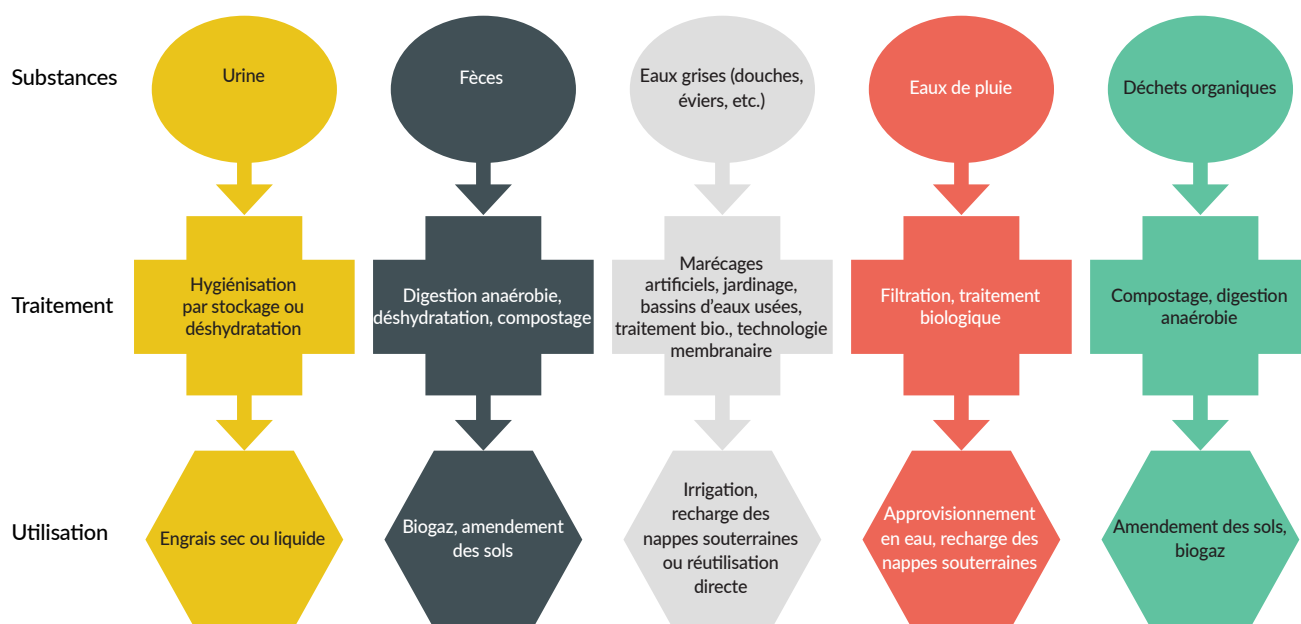 Substances
Urine
Fèces
Eaux grises (douches,
éviers, etc.)
Eaux de pluie
Déchets organiques
Traitement
Hygiénisation
par stockage ou
déshydratation
Digestion anaérobie,
déshydratation, compostage
Marécages
artificiels, jardinage,
bassins d'eaux usées,
traitement bio., technologie
membranaire
Filtration, traitement
biologique
Compostage, digestion
anaérobie
Utilisation
Engrais sec ou liquide
Biogaz, amendement
des sols
Irrigation,
recharge des
nappes souterraines
ou réutilisation
directe
Approvisionnement
en eau, recharge des
nappes souterraines
Amendement des sols,
biogaz